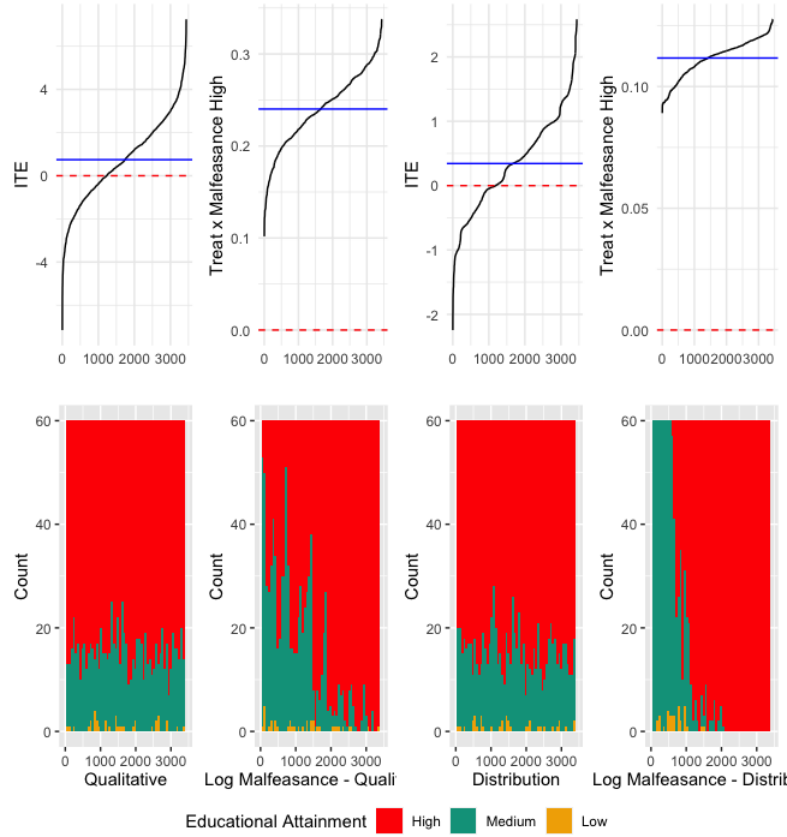 ITE
4
0
-4
0 1000 2000 3000
Treat x Malfeasance High
0.3
0.2
0.1
0.0
0 1000 2000 3000
ITE
2
1
0
-1
-2
0 1000 2000 3000
Treat x Malfeasance High
0.10
0.05
0.00
0 1000 2000 3000
Count
60
40
20
0
0 1000 2000 3000
Qualitative
Count
60
40
20
0
0 1000 2000 3000
Log Malfeasance - Quali
Count
60
40
20
0
0 1000 2000 3000
Distribution
Count
60
40
20
0
0 1000 2000 3000
Log Malfeasance - Distrib
Educational Attainment High Medium Low